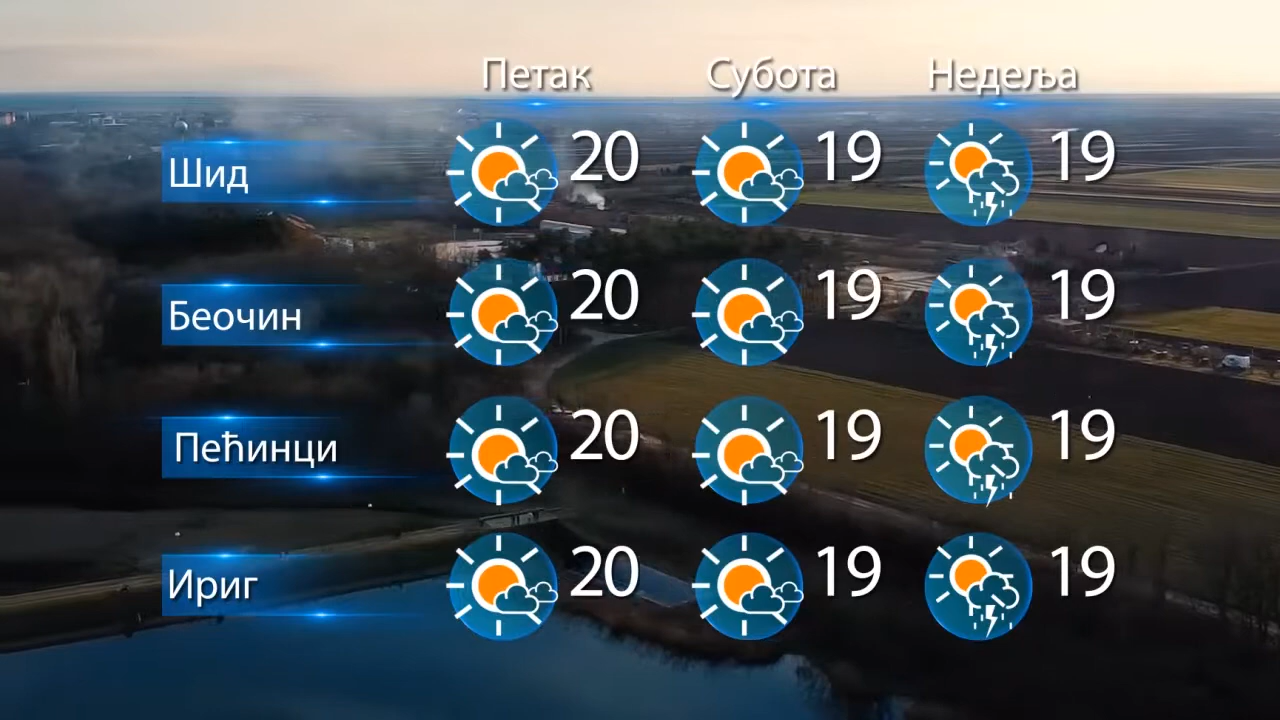 Петак Субота Недеља
Шид 20 19 19
Беочин 20 19 19
Пећинци 20 19 19
Ириг 20 19 19